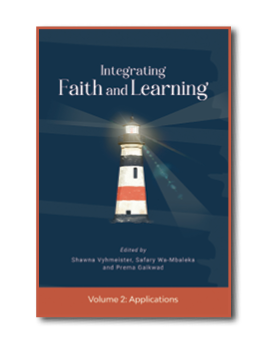 Integrating
Faith and Learning
Edited by
Shawna Vyhmeister, Safary Wa-Mbaleka
and Prema Gaikwad
Volume 2: Applications